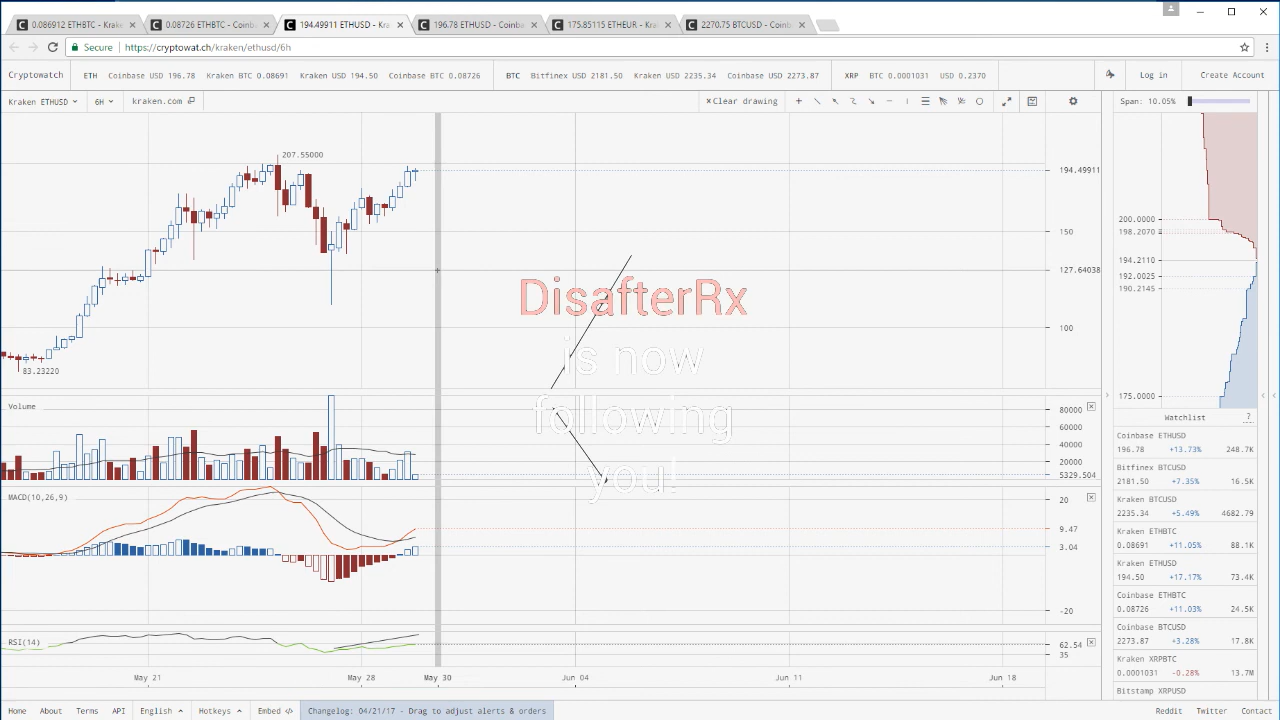 0.086912 ETHBTC - Krake
0.08726 ETHBTC - Coinba
194.49911 ETHUSD - Kra
196.78 ETHUSD - Coinba
175.85115 ETHEUR - Kra
2270.75 BTCUSD - Coinb
Secure https://cryptowat.ch/kraken/ethusd/6h
Cryptowatch ETH Coinbase USD 196.78 Kraken BTC 0.08691 Kraken USD 194.50 Coinbase BTC 0.08726 BTC Bitfinex USD 2181.50 Kraken USD 2235.34 Coinbase USD 2273.87 XRP BTC 0.0001031 USD 0.2370 Log in Create Account
Kraken ETHUSD 6H kraken.com ×Clear drawing Span: 10.05%
207.55000
194.49911
150
127.64038
100
83.23220
DisafterRx
is now
following
you!
Volume
80000
60000
40000
20000
5329.504
MACD(10,26,9)
20
9.47
3.04
-20
RSI(14)
62.54
35
May 21 May 28 May 30 Jun 04 Jun 11 Jun 18
200.0000
198.2070
194.2110
192.0025
190.2145
175.0000
Watchlist ?
Coinbase ETHUSD
196.78 +13.73% 248.7K
Bitfinex BTCUSD
2181.50 +7.35% 16.5K
Kraken BTCUSD
2235.34 +5.49% 4682.79
Kraken ETHBTC
0.08691 +11.05% 88.1K
Kraken ETHUSD
194.50 +17.17% 73.4K
Coinbase ETHBTC
0.08726 +11.03% 24.5K
Coinbase BTCUSD
2273.87 +3.28% 17.8K
Kraken XRPBTC
0.0001031 -0.28% 13.7M
Bitstamp XRPUSD
Home About Terms API English Hotkeys Embed </> Changelog: 04/21/17 - Drag to adjust alerts & orders Reddit Twitter Contact